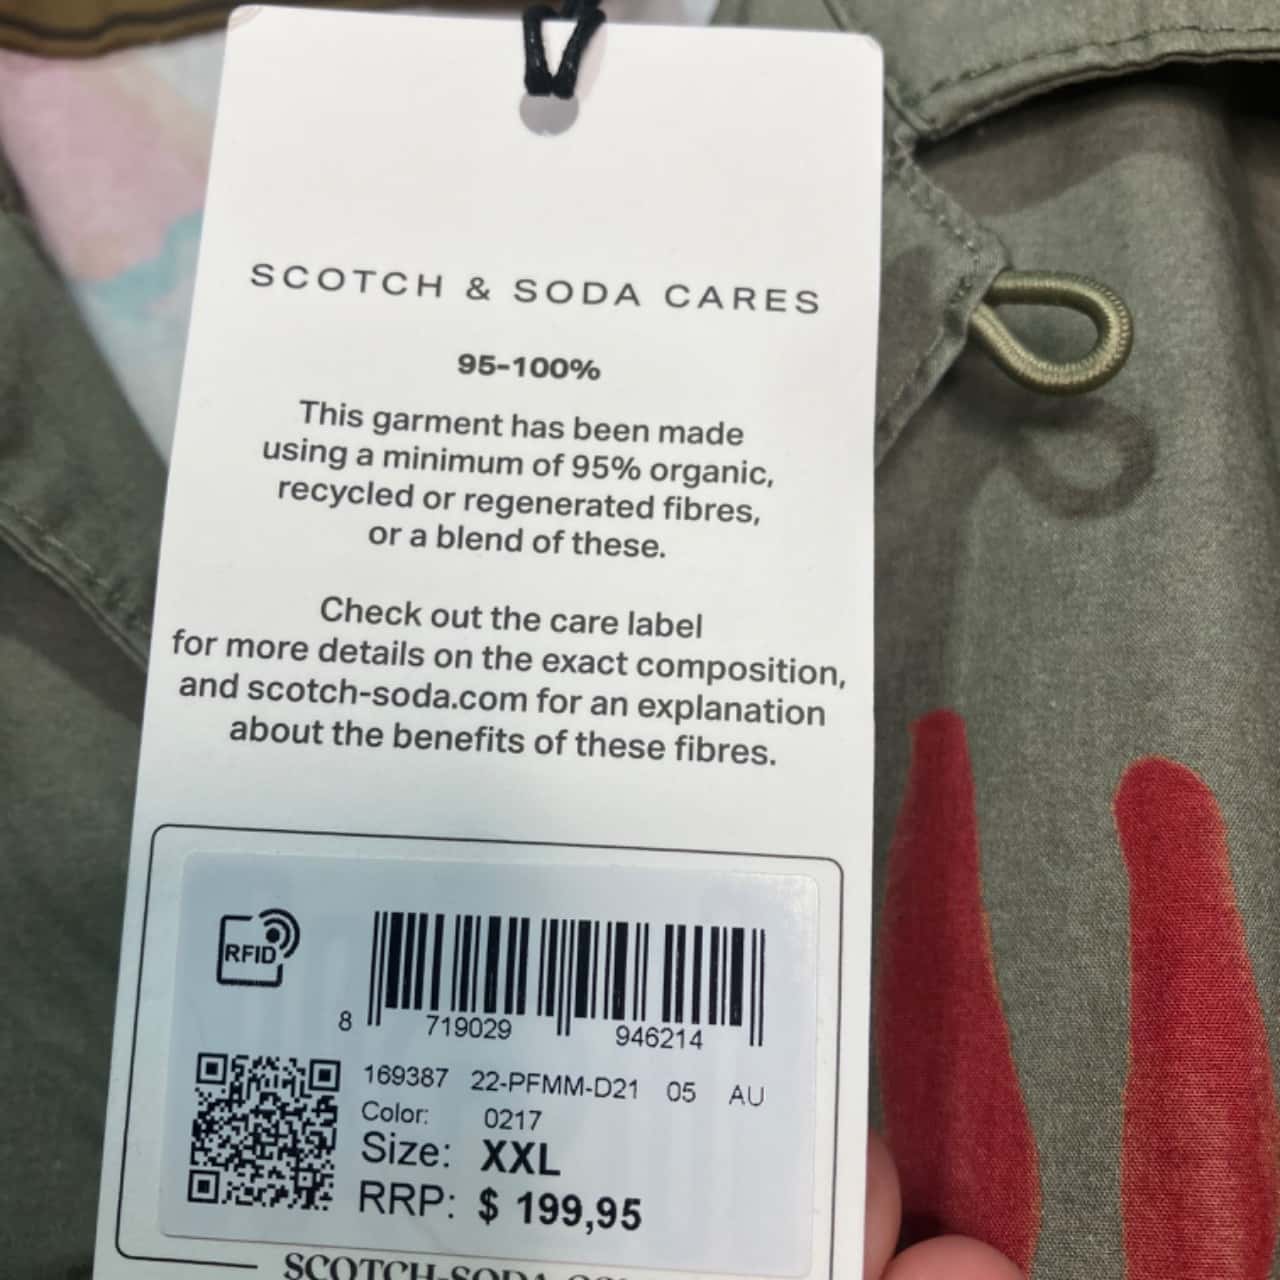 SCOTCH & SODA CARES
95-100%
This garment has been made
using a minimum of 95% organic,
recycled or regenerated fibres,
or a blend of these.
Check out the care label
for more details on the exact composition,
and scotch-soda.com for an explanation
about the benefits of these fibres.
RFID
8 719029 946214
169387 22-PFMM-D21 05 AU
Color: 0217
Size: XXL
RRP: $ 199,95